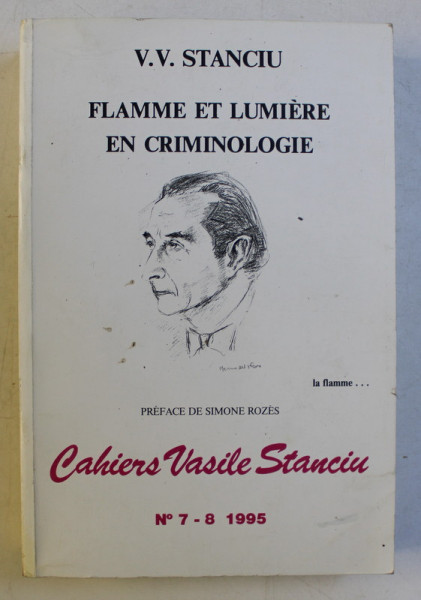 V.V. STANCIU
FLAMME ET LUMIÈRE
EN CRIMINOLOGIE
la flamme . . .
PRÉFACE DE SIMONE ROZÈS
Cahiers Vasile Stanciu
N° 7 - 8 1995